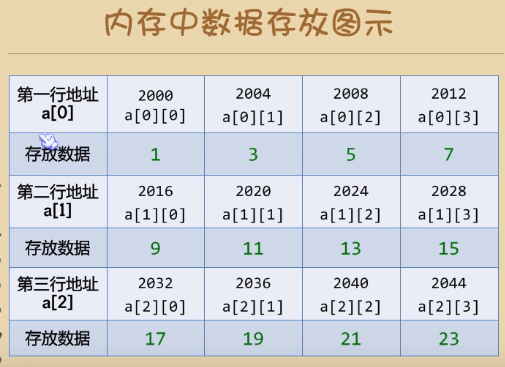 内存中数据存放图示
第一行地址 2000 2004 2008 2012
a[0] a[0][0] a[0][1] a[0][2] a[0][3]
存放数据 1 3 5 7
第二行地址 2016 2020 2024 2028
a[1] a[1][0] a[1][1] a[1][2] a[1][3]
存放数据 9 11 13 15
第三行地址 2032 2036 2040 2044
a[2] a[2][0] a[2][1] a[2][2] a[2][3]
存放数据 17 19 21 23